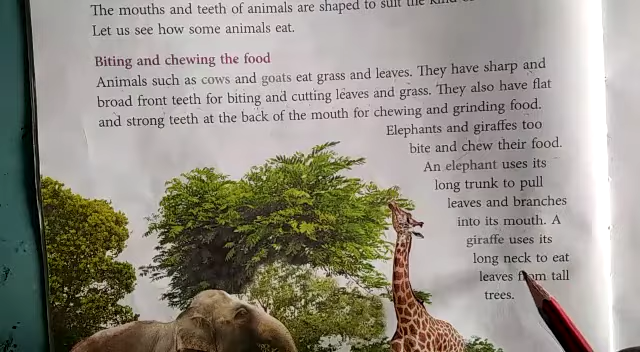 The mouths and teeth of animals are shaped to suit the kind
Let us see how some animals eat.
Biting and chewing the food
Animals such as cows and goats eat grass and leaves. They have sharp and
broad front teeth for biting and cutting leaves and grass. They also have flat
and strong teeth at the back of the mouth for chewing and grinding food.
Elephants and giraffes too
bite and chew their food.
An elephant uses its
long trunk to pull
leaves and branches
into its mouth. A
giraffe uses its
long neck to eat
leaves from tall
trees.